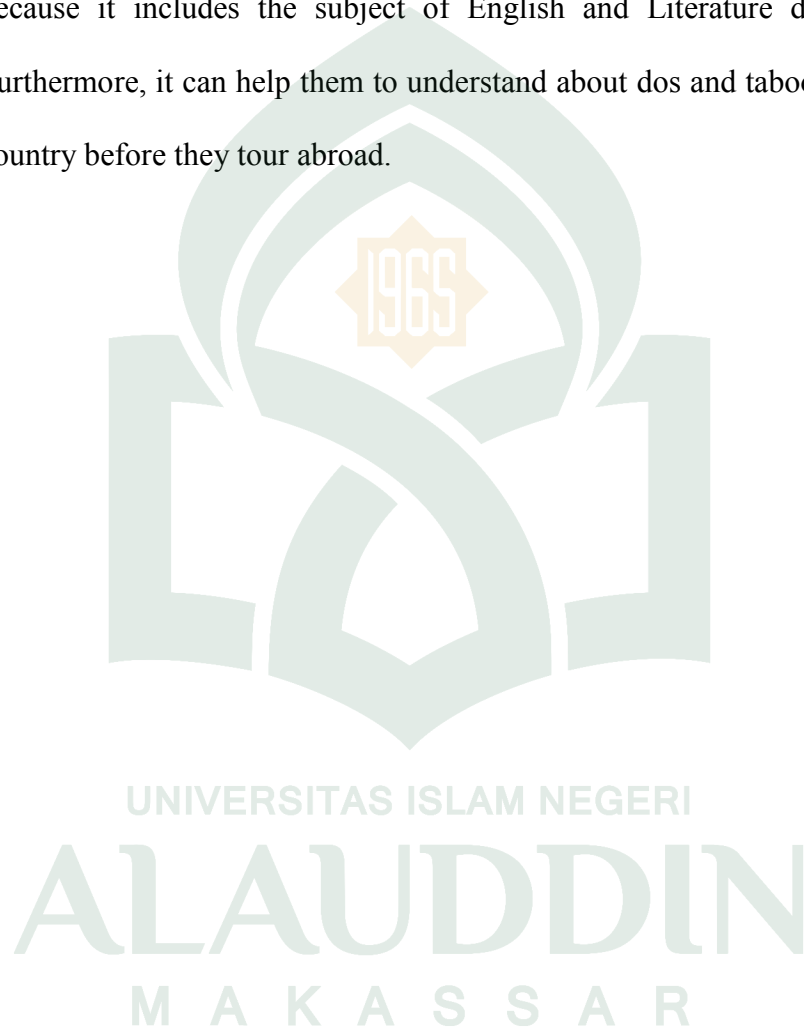 ecause it includes the subject of English and Literature d
urthermore, it can help them to understand about dos and taboo
ountry before they tour abroad.
1965
UNIVERSITAS ISLAM NEGERI
ALAUDDIN
MAKASSAR